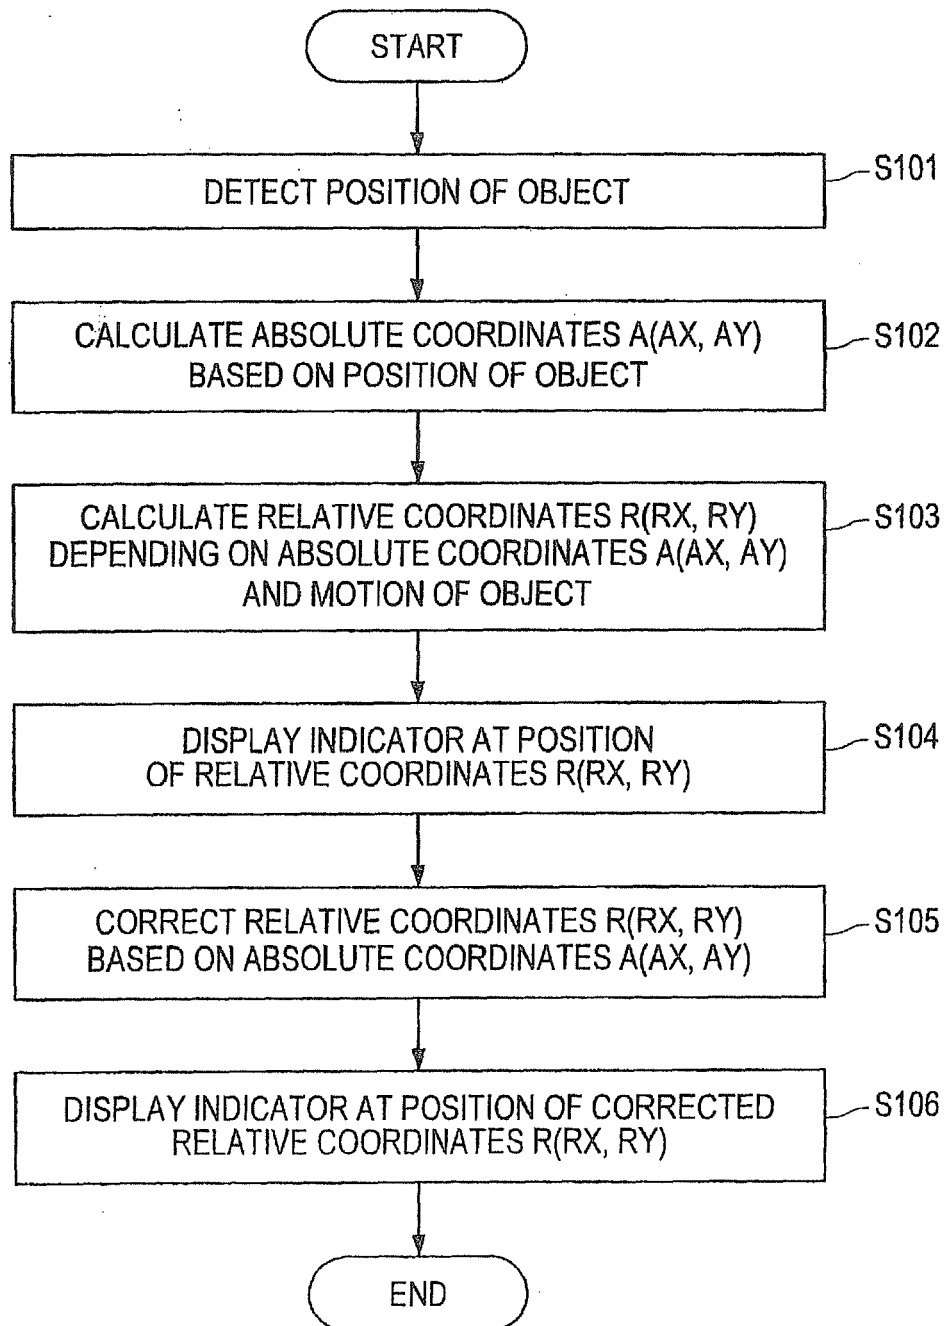 START
DETECT POSITION OF OBJECT
S101
CALCULATE ABSOLUTE COORDINATES A(AX, AY)
BASED ON POSITION OF OBJECT
S102
CALCULATE RELATIVE COORDINATES R(RX, RY)
DEPENDING ON ABSOLUTE COORDINATES A(AX, AY)
AND MOTION OF OBJECT
S103
DISPLAY INDICATOR AT POSITION
OF RELATIVE COORDINATES R(RX, RY)
S104
CORRECT RELATIVE COORDINATES R(RX, RY)
BASED ON ABSOLUTE COORDINATES A(AX, AY)
S105
DISPLAY INDICATOR AT POSITION OF CORRECTED
RELATIVE COORDINATES R(RX, RY)
S106
END